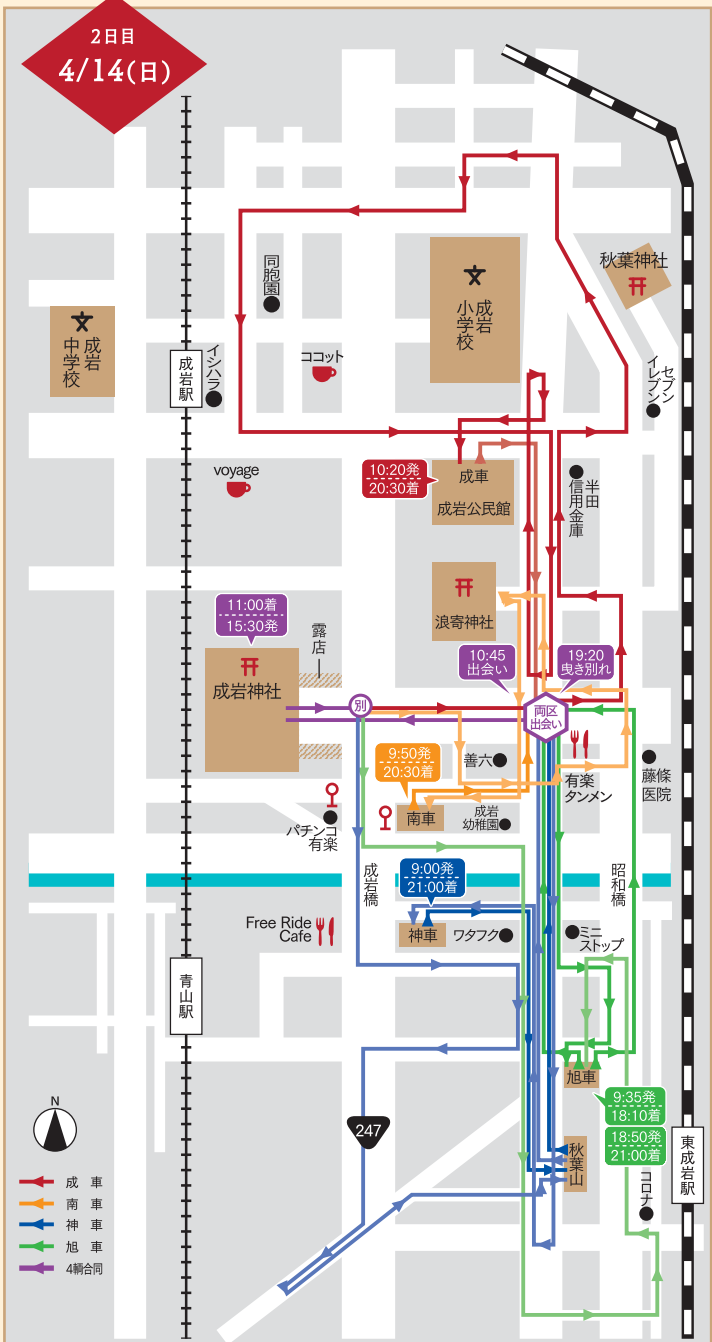 2日目
4/14(日)
同胞園
成岩
小学校
秋葉神社
成岩
中学校
成岩駅
イシハラ
ココット
セブン
イレブン
voyage
10:20発
20:30着
成車
成岩公民館
半田
信用金庫
11:00着
15:30発
露店
浪寄神社
成岩神社
10:45
出会い
19:20
曳き別れ
別
両区
出会い
9:50発
20:30着
善六
有楽
タンメン
藤條
医院
パチンコ
有楽
南車
成岩
幼稚園
成岩橋
9:00発
21:00着
昭和橋
Free Ride
Cafe
神車
ワタフク
ミニ
ストップ
青山駅
旭車
9:35発
18:10着
18:50発
21:00着
N
247
秋葉山
コロナ
東成岩駅
成車
南車
神車
旭車
4輌合同